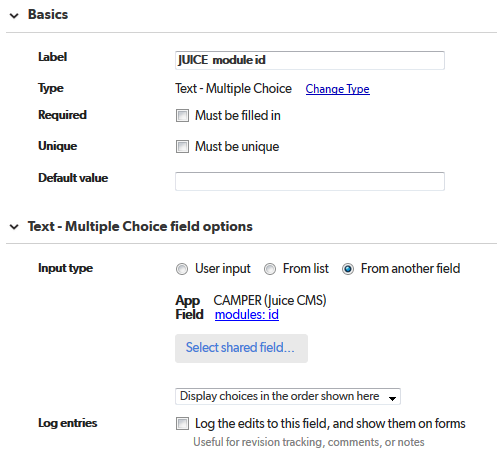 Basics
Label JUICE module id
Type Text - Multiple Choice Change Type
Required Must be filled in
Unique Must be unique
Default value
Text - Multiple Choice field options
Input type User input From list From another field
App CAMPER (Juice CMS)
Field modules: id
Select shared field...
Display choices in the order shown here
Log entries Log the edits to this field, and show them on forms
Useful for revision tracking, comments, or notes